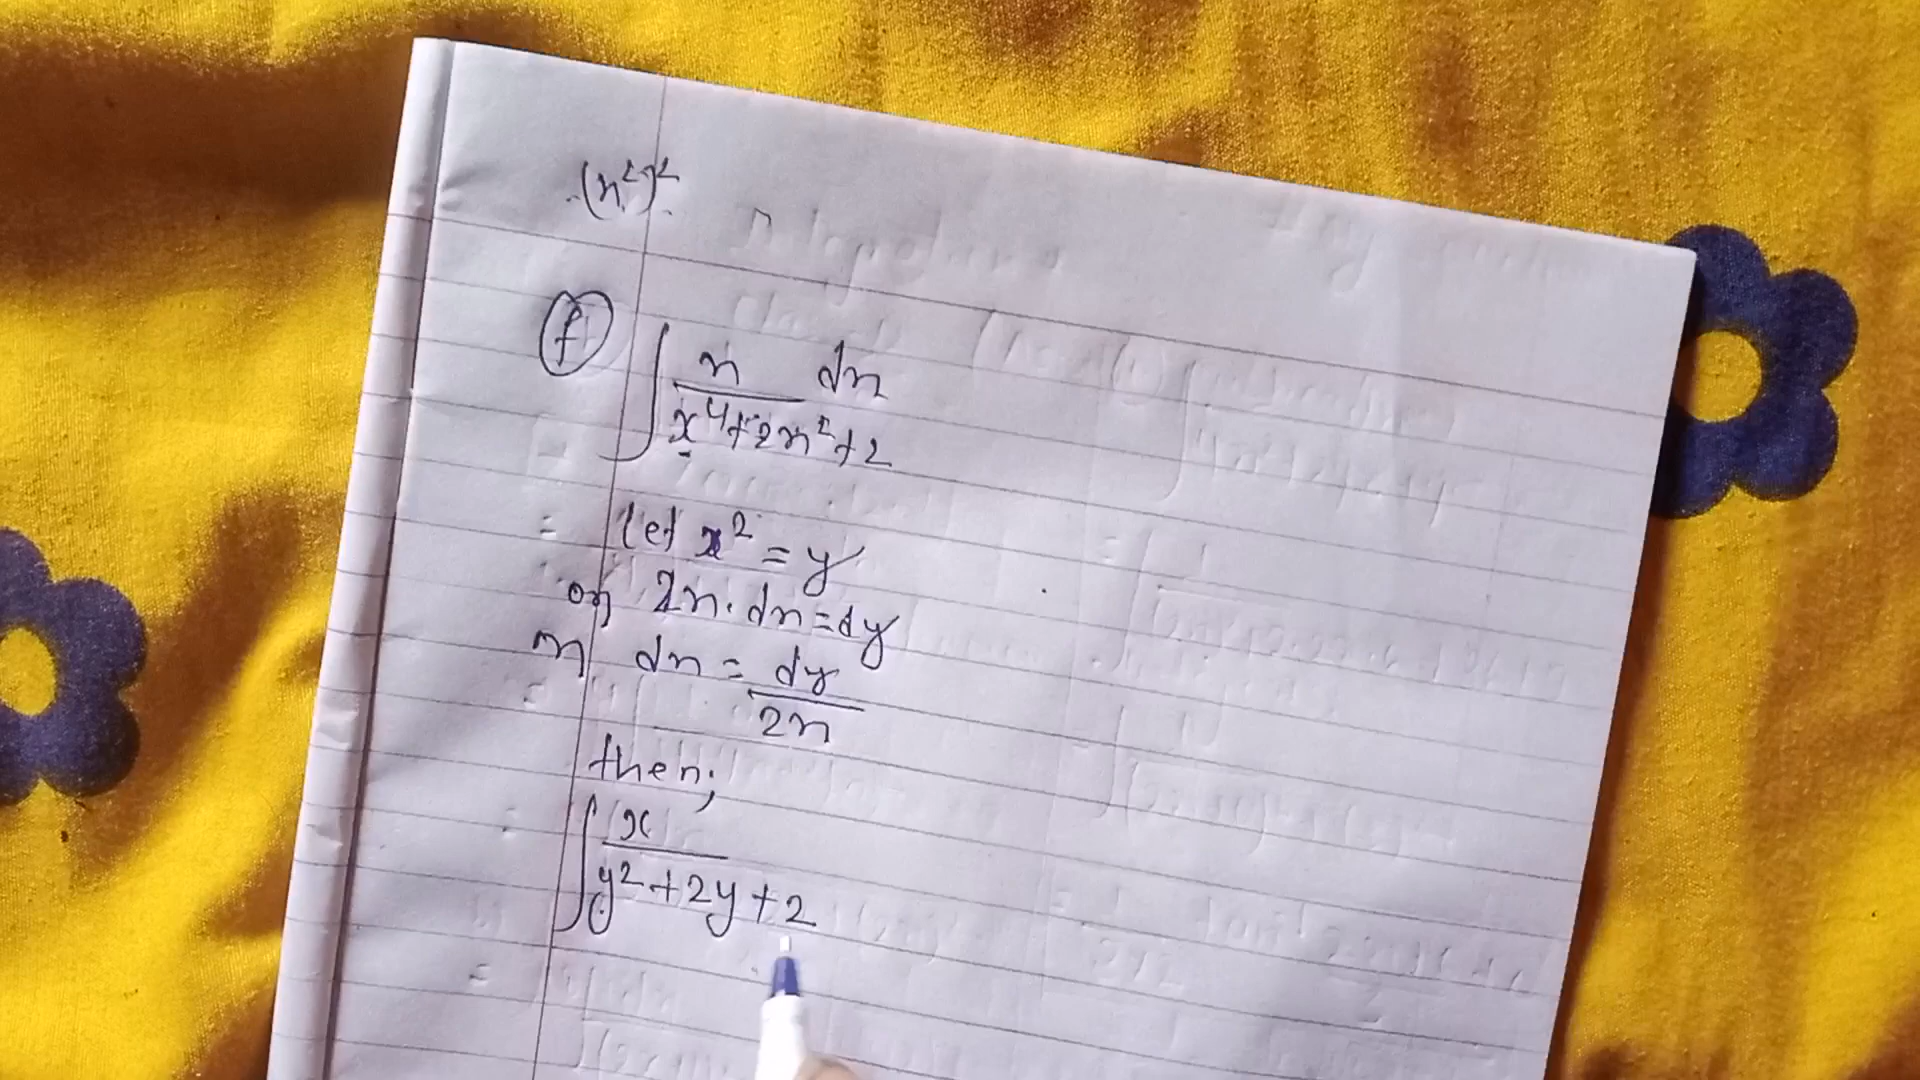 (x²)²
(f) ∫ x/(x⁴+2x²+2) dx
= let x² = y
or, 2x.dx = dy
or, dx = dy/2x
then;
∫ x/(y²+2y+2)